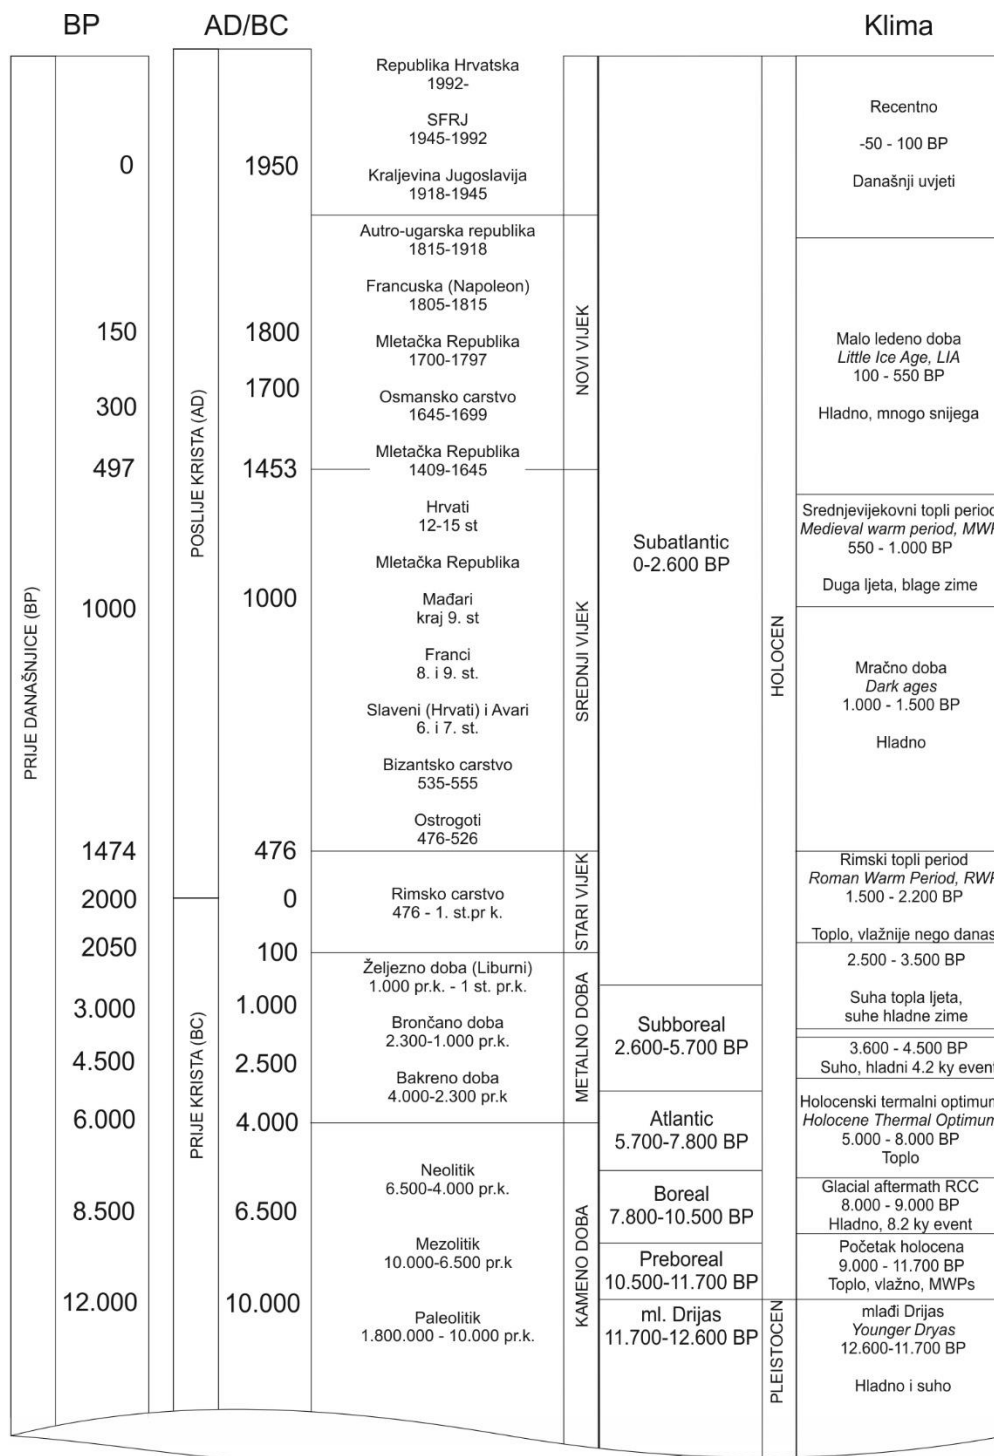 BP
AD/BC
Klima
PRIJE DANAŠNJICE (BP)
0
150
300
497
1000
1474
2000
2050
3.000
4.500
6.000
8.500
12.000
POSLIJE KRISTA (AD)
PRIJE KRISTA (BC)
1950
1800
1700
1453
1000
476
0
100
1.000
2.500
4.000
6.500
10.000
Republika Hrvatska
1992-
SFRJ
1945-1992
Kraljevina Jugoslavija
1918-1945
Autro-ugarska republika
1815-1918
Francuska (Napoleon)
1805-1815
Mletačka Republika
1700-1797
Osmansko carstvo
1645-1699
Mletačka Republika
1409-1645
Hrvati
12-15 st
Mletačka Republika
Mađari
kraj 9. st
Franci
8. i 9. st.
Slaveni (Hrvati) i Avari
6. i 7. st.
Bizantsko carstvo
535-555
Ostrogoti
476-526
Rimsko carstvo
476 - 1. st.pr k.
Željezno doba (Liburni)
1.000 pr.k. - 1 st. pr.k.
Brončano doba
2.300-1.000 pr.k.
Bakreno doba
4.000-2.300 pr.k
Neolitik
6.500-4.000 pr.k.
Mezolitik
10.000-6.500 pr.k
Paleolitik
1.800.000 - 10.000 pr.k.
NOVI VIJEK
SREDNJI VIJEK
STARI VIJEK
METALNO DOBA
KAMENO DOBA
Subatlantic
0-2.600 BP
Subboreal
2.600-5.700 BP
Atlantic
5.700-7.800 BP
Boreal
7.800-10.500 BP
Preboreal
10.500-11.700 BP
ml. Drijas
11.700-12.600 BP
HOLOCEN
PLEISTOCEN
Recentno
-50 - 100 BP
Današnji uvjeti
Malo ledeno doba
Little Ice Age, LIA
100 - 550 BP
Hladno, mnogo snijega
Srednjevijekovni topli period
Medieval warm period, MWP
550 - 1.000 BP
Duga ljeta, blage zime
Mračno doba
Dark ages
1.000 - 1.500 BP
Hladno
Rimski topli period
Roman Warm Period, RWP
1.500 - 2.200 BP
Toplo, vlažnije nego danas
2.500 - 3.500 BP
Suha topla ljeta,
suhe hladne zime
3.600 - 4.500 BP
Suho, hladni 4.2 ky event
Holocenski termalni optimum
Holocene Thermal Optimum
5.000 - 8.000 BP
Toplo
Glacial aftermath RCC
8.000 - 9.000 BP
Hladno, 8.2 ky event
Početak holocena
9.000 - 11.700 BP
Toplo, vlažno, MWPs
mlađi Drijas
Younger Dryas
12.600-11.700 BP
Hladno i suho